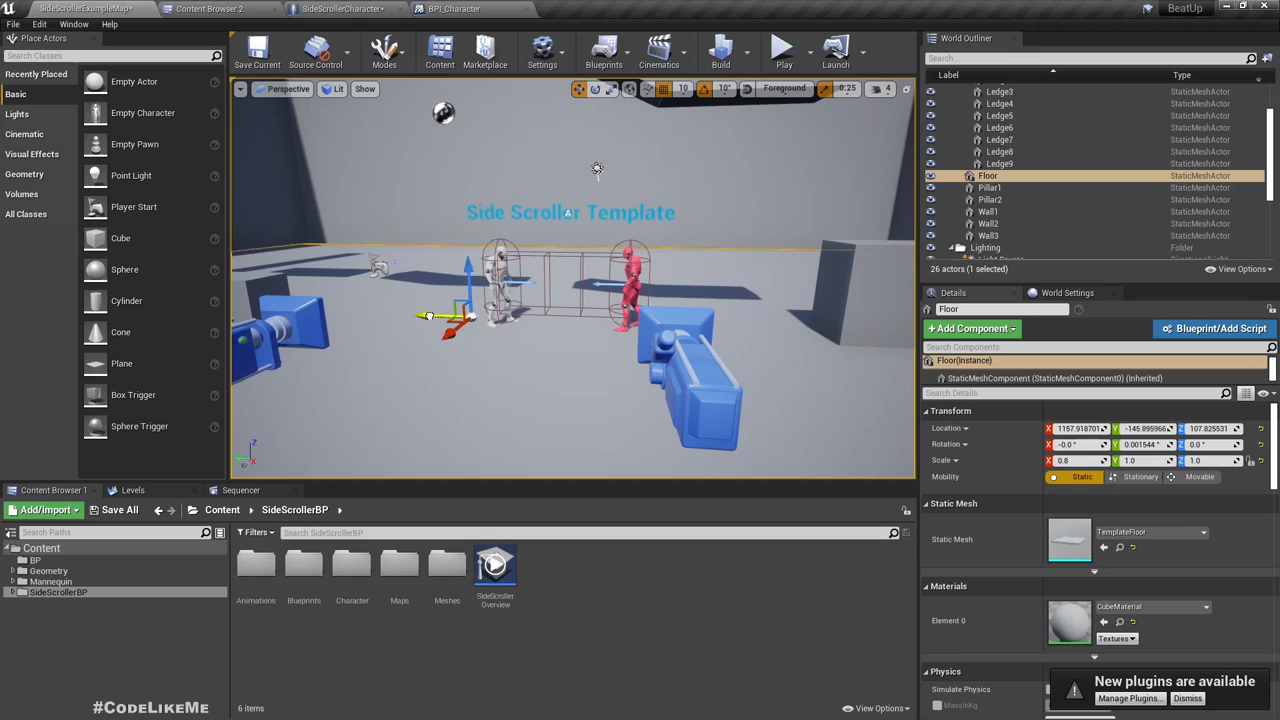 SideScrollerExampleMap*
Content Browser 2
SideScrollerCharacter*
BPI_Character
BeatUp
File
Edit
Window
Help
Place Actors
Search Classes
Recently Placed
Basic
Lights
Cinematic
Visual Effects
Geometry
Volumes
All Classes
Empty Actor
Empty Character
Empty Pawn
Point Light
Player Start
Cube
Sphere
Cylinder
Cone
Plane
Box Trigger
Sphere Trigger
Save Current
Source Control
Modes
Content
Marketplace
Settings
Blueprints
Cinematics
Build
Play
Launch
Perspective
Lit
Show
10
10°
Foreground
0.25
4
Side Scroller Template
Z
X
World Outliner
Search...
Label
Type
Ledge3 StaticMeshActor
Ledge4 StaticMeshActor
Ledge5 StaticMeshActor
Ledge6 StaticMeshActor
Ledge7 StaticMeshActor
Ledge8 StaticMeshActor
Ledge9 StaticMeshActor
Floor StaticMeshActor
Pillar1 StaticMeshActor
Pillar2 StaticMeshActor
Wall1 StaticMeshActor
Wall2 StaticMeshActor
Wall3 StaticMeshActor
Lighting Folder
26 actors (1 selected)
View Options
Details
World Settings
Floor
Add Component
Blueprint/Add Script
Search Components
Floor(Instance)
StaticMeshComponent (StaticMeshComponent0) (Inherited)
Search Details
Transform
Location X 1157.918701 Y -145.895966 Z 107.825531
Rotation X -0.0 ° Y 0.001544 ° Z 0.0 °
Scale X 0.8 Y 1.0 Z 1.0
Mobility Static Stationary Movable
Static Mesh
Static Mesh TemplateFloor
Materials
Element 0 CubeMaterial
Textures
Physics
Simulate Physics
MassInKg
New plugins are available
Manage Plugins...
Dismiss
Content Browser 1
Levels
Sequencer
Add/Import
Save All
Content
SideScrollerBP
Search Paths
Filters
Search SideScrollerBP
Content
BP
Geometry
Mannequin
SideScrollerBP
Animations
Blueprints
Character
Maps
Meshes
SideScroller
Overview
6 items
View Options
#CODELIKEME